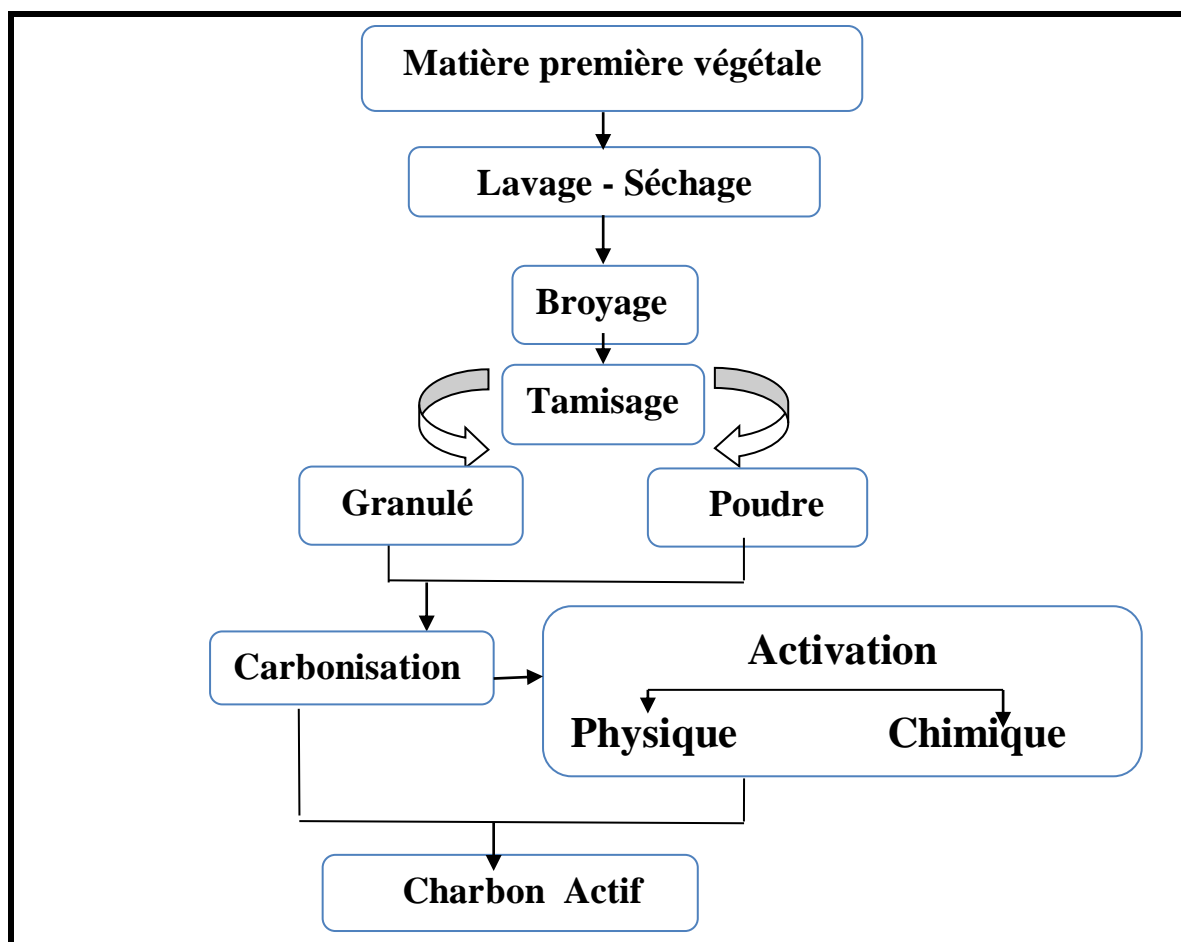 Matière première végétale
Lavage - Séchage
Broyage
Tamisage
Granulé
Poudre
Carbonisation
Activation
Physique
Chimique
Charbon Actif